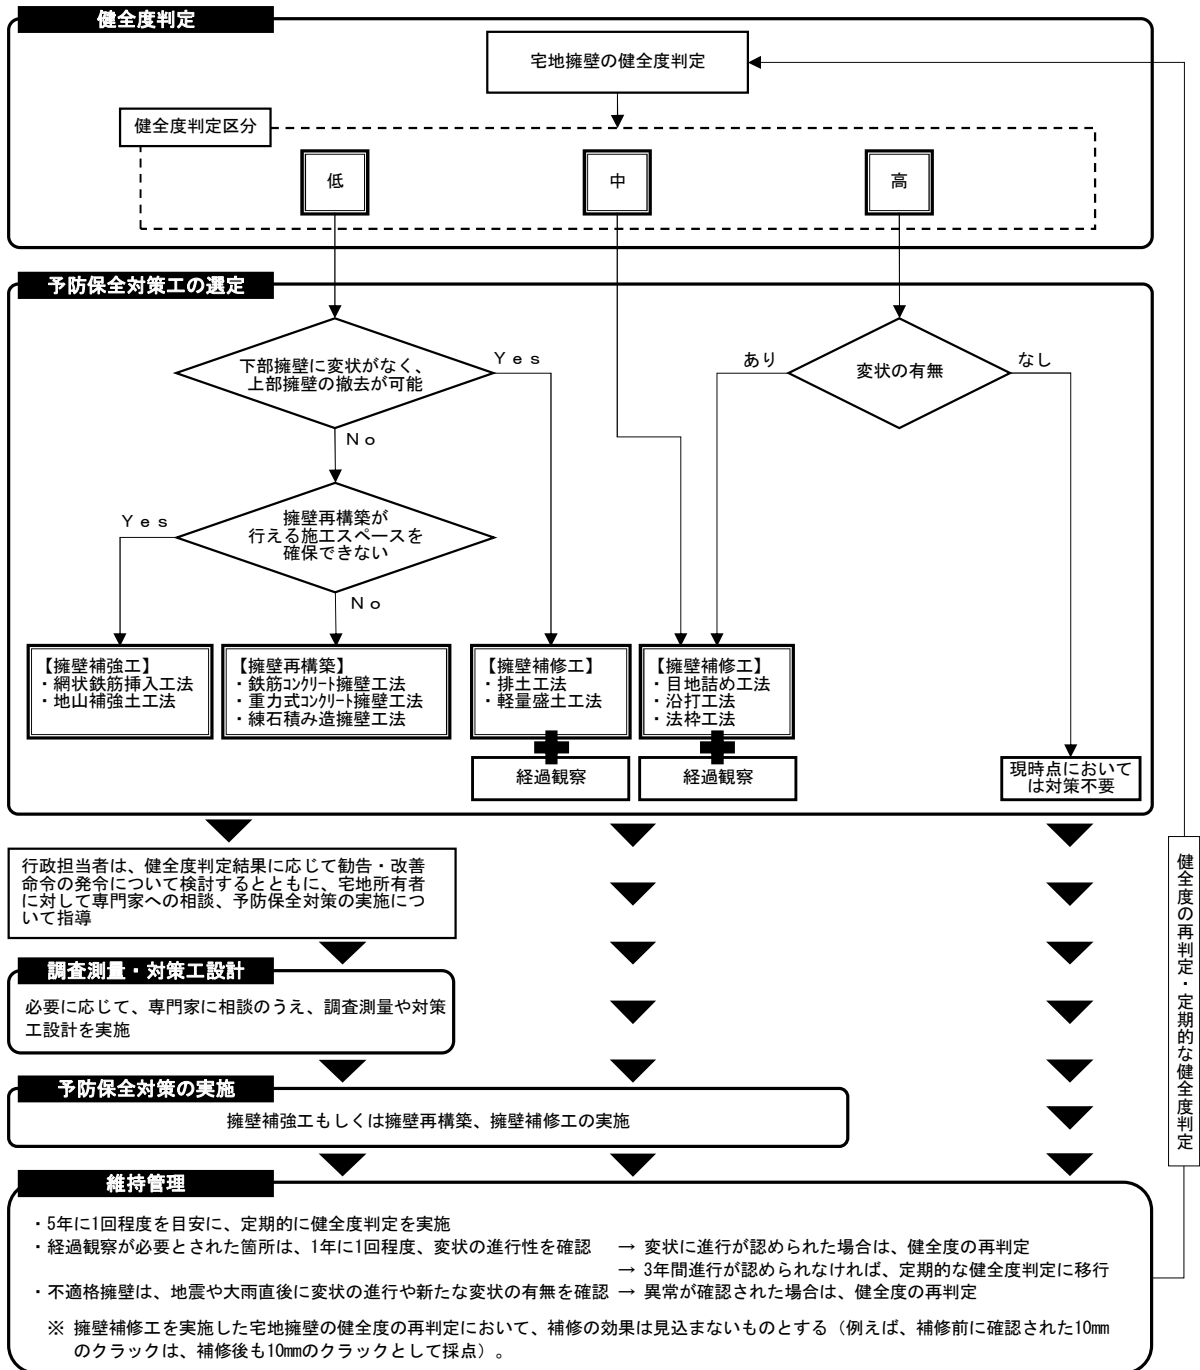 健全度判定
宅地擁壁の健全度判定
健全度判定区分
低
中
高
予防保全対策工の選定
下部擁壁に変状がなく、
上部擁壁の撤去が可能
Yes
No
変状の有無
あり
なし
擁壁再構築が
行える施工スペースを
確保できない
Yes
No
【擁壁補強工】
・網状鉄筋挿入工法
・地山補強土工法
【擁壁再構築】
・鉄筋コンクリート擁壁工法
・重力式コンクリート擁壁工法
・練石積み造擁壁工法
【擁壁補修工】
・排土工法
・軽量盛土工法
経過観察
【擁壁補修工】
・目地詰め工法
・沿打工法
・法枠工法
経過観察
現時点において
は対策不要
行政担当者は、健全度判定結果に応じて勧告・改善
命令の発令について検討するとともに、宅地所有者
に対して専門家への相談、予防保全対策の実施につ
いて指導
調査測量・対策工設計
必要に応じて、専門家に相談のうえ、調査測量や対策
工設計を実施
予防保全対策の実施
擁壁補強工もしくは擁壁再構築、擁壁補修工の実施
健全度の再判定・定期的な健全度判定
維持管理
・5年に1回程度を目安に、定期的に健全度判定を実施
・経過観察が必要とされた箇所は、1年に1回程度、変状の進行性を確認 → 変状に進行が認められた場合は、健全度の再判定
→ 3年間進行が認められなければ、定期的な健全度判定に移行
・不適格擁壁は、地震や大雨直後に変状の進行や新たな変状の有無を確認 → 異常が確認された場合は、健全度の再判定
※ 擁壁補修工を実施した宅地擁壁の健全度の再判定において、補修の効果は見込まないものとする（例えば、補修前に確認された10mm
のクラックは、補修後も10mmのクラックとして採点）。